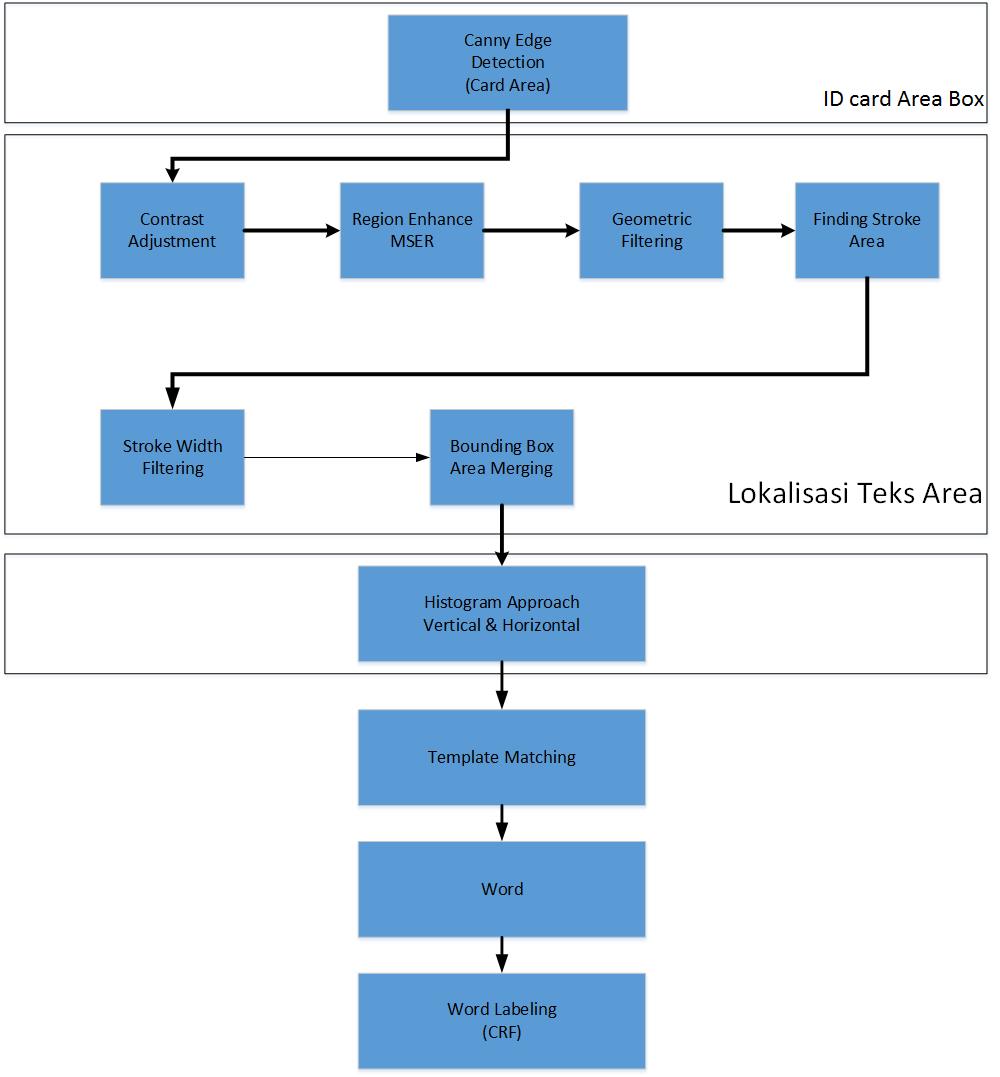 Canny Edge
Detection
(Card Area)
ID card Area Box
Contrast
Adjustment
Region Enhance
MSER
Geometric
Filtering
Finding Stroke
Area
Stroke Width
Filtering
Bounding Box
Area Merging
Lokalisasi Teks Area
Histogram Approach
Vertical & Horizontal
Template Matching
Word
Word Labeling
(CRF)